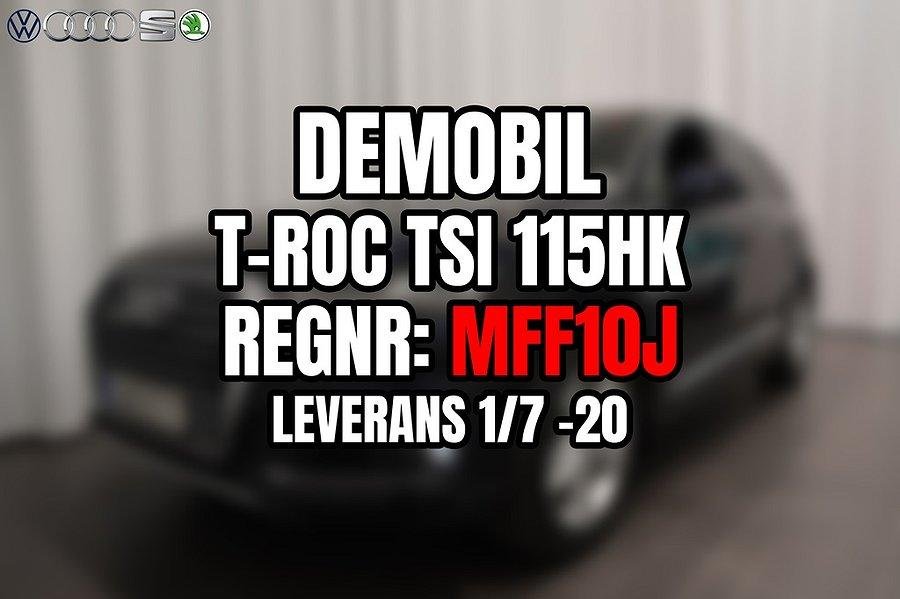 DEMOBIL
T-ROC TSI 115HK
REGNR: MFF10J
LEVERANS 1/7 -20